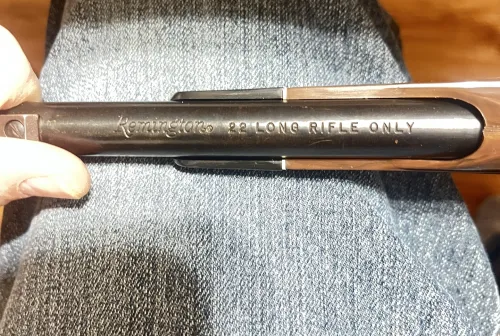 Remington® 22 LONG RIFLE ONLY